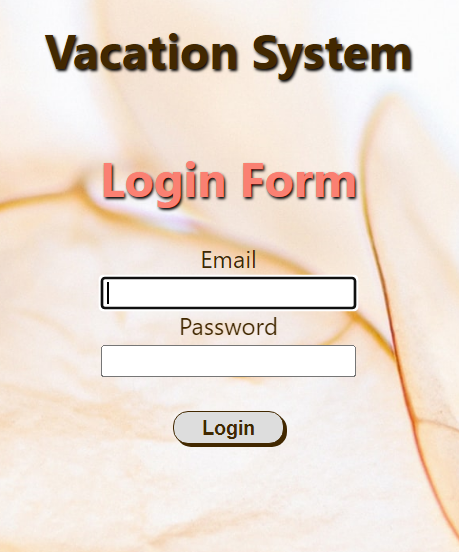 Vacation System
Login Form
Email
Password
Login